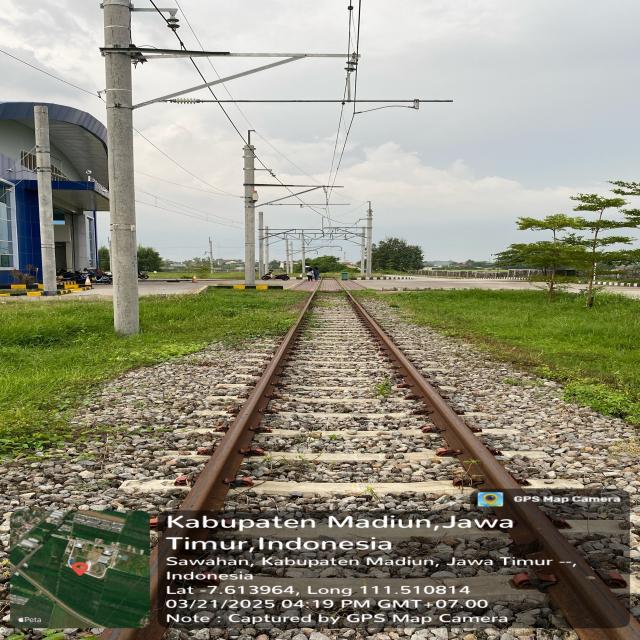 GPS Map Camera
Kabupaten Madiun,Jawa
Timur,Indonesia
Sawahan, Kabupaten Madiun, Jawa Timur --,
Indonesia
Lat -7.613964, Long 111.510814
03/21/2025 04:19 PM GMT+07.00
Note : Captured by GPS Map Camera
Peta